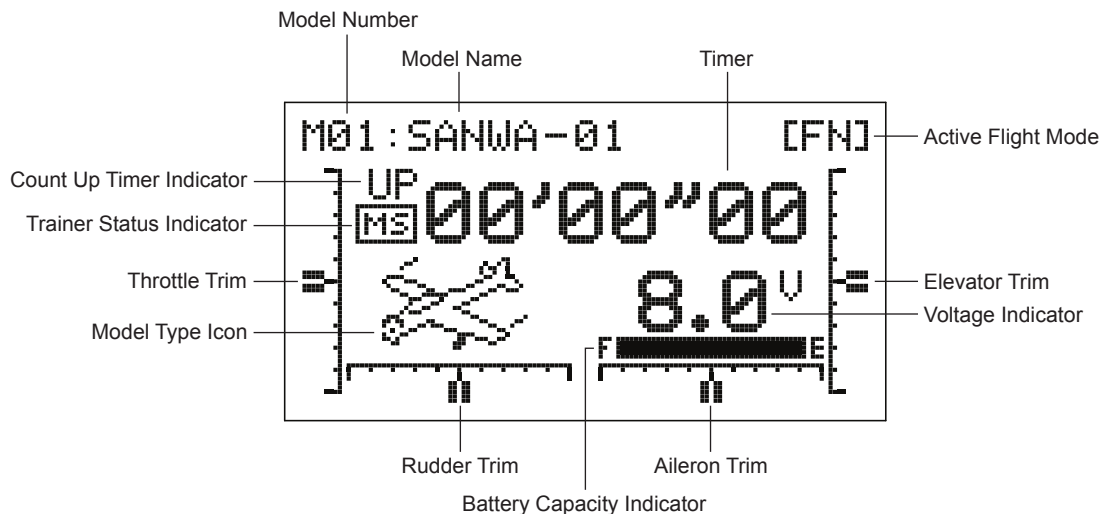 Model Number
Model Name
Timer
M01:SANWA-01 [FN]
Active Flight Mode
Count Up Timer Indicator
UP
00'00"00
Trainer Status Indicator
MS
Throttle Trim
Elevator Trim
8.0V
Voltage Indicator
Model Type Icon
F E
Rudder Trim
Aileron Trim
Battery Capacity Indicator